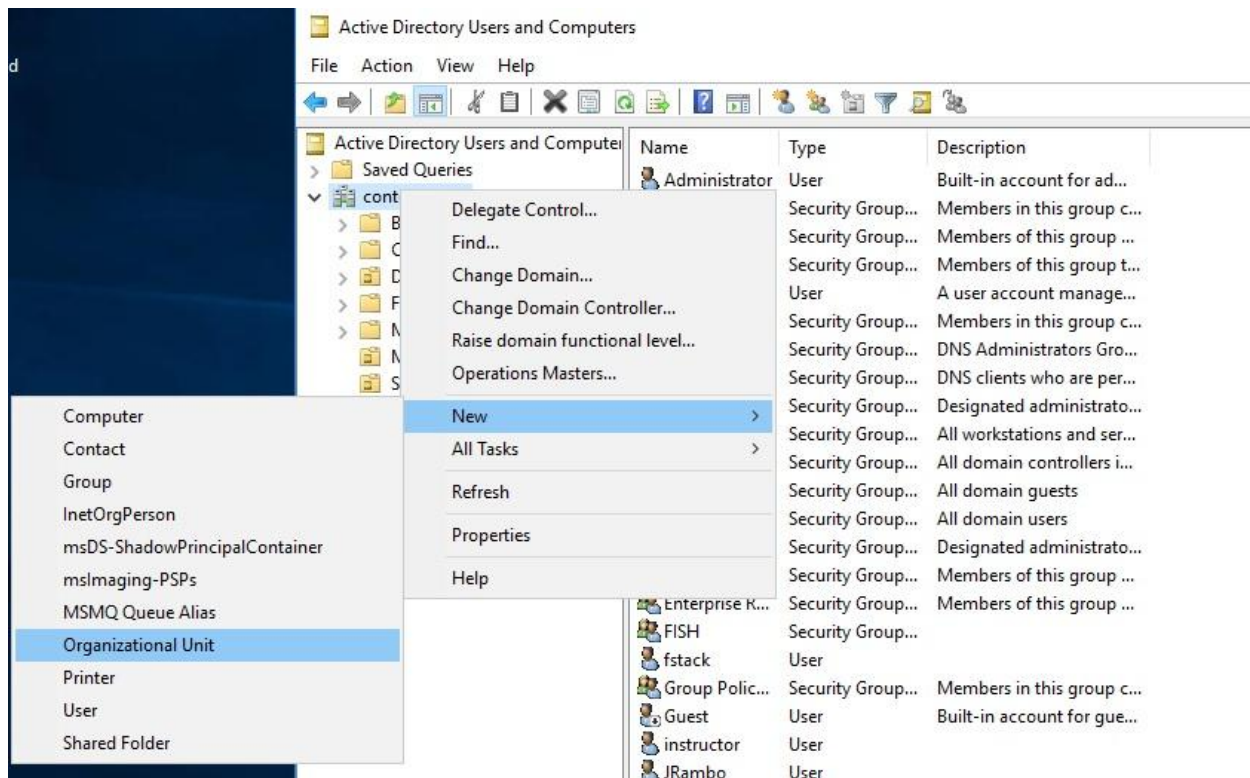 Active Directory Users and Computers
d
File Action View Help
Active Directory Users and Computer
Saved Queries
cont
B
C
D
F
N
N
S
Delegate Control...
Find...
Change Domain...
Change Domain Controller...
Raise domain functional level...
Operations Masters...
New
All Tasks
Refresh
Properties
Help
Computer
Contact
Group
InetOrgPerson
msDS-ShadowPrincipalContainer
msImaging-PSPs
MSMQ Queue Alias
Organizational Unit
Printer
User
Shared Folder
Name Type Description
Administrator User Built-in account for ad...
Security Group... Members in this group c...
Security Group... Members of this group ...
Security Group... Members of this group t...
User A user account manage...
Security Group... Members in this group c...
Security Group... DNS Administrators Gro...
Security Group... DNS clients who are per...
Security Group... Designated administrato...
Security Group... All workstations and ser...
Security Group... All domain controllers i...
Security Group... All domain guests
Security Group... All domain users
Security Group... Designated administrato...
Security Group... Members of this group ...
Enterprise R... Security Group... Members of this group ...
FISH Security Group...
fstack User
Group Polic... Security Group... Members in this group c...
Guest User Built-in account for gue...
instructor User
JRambo User